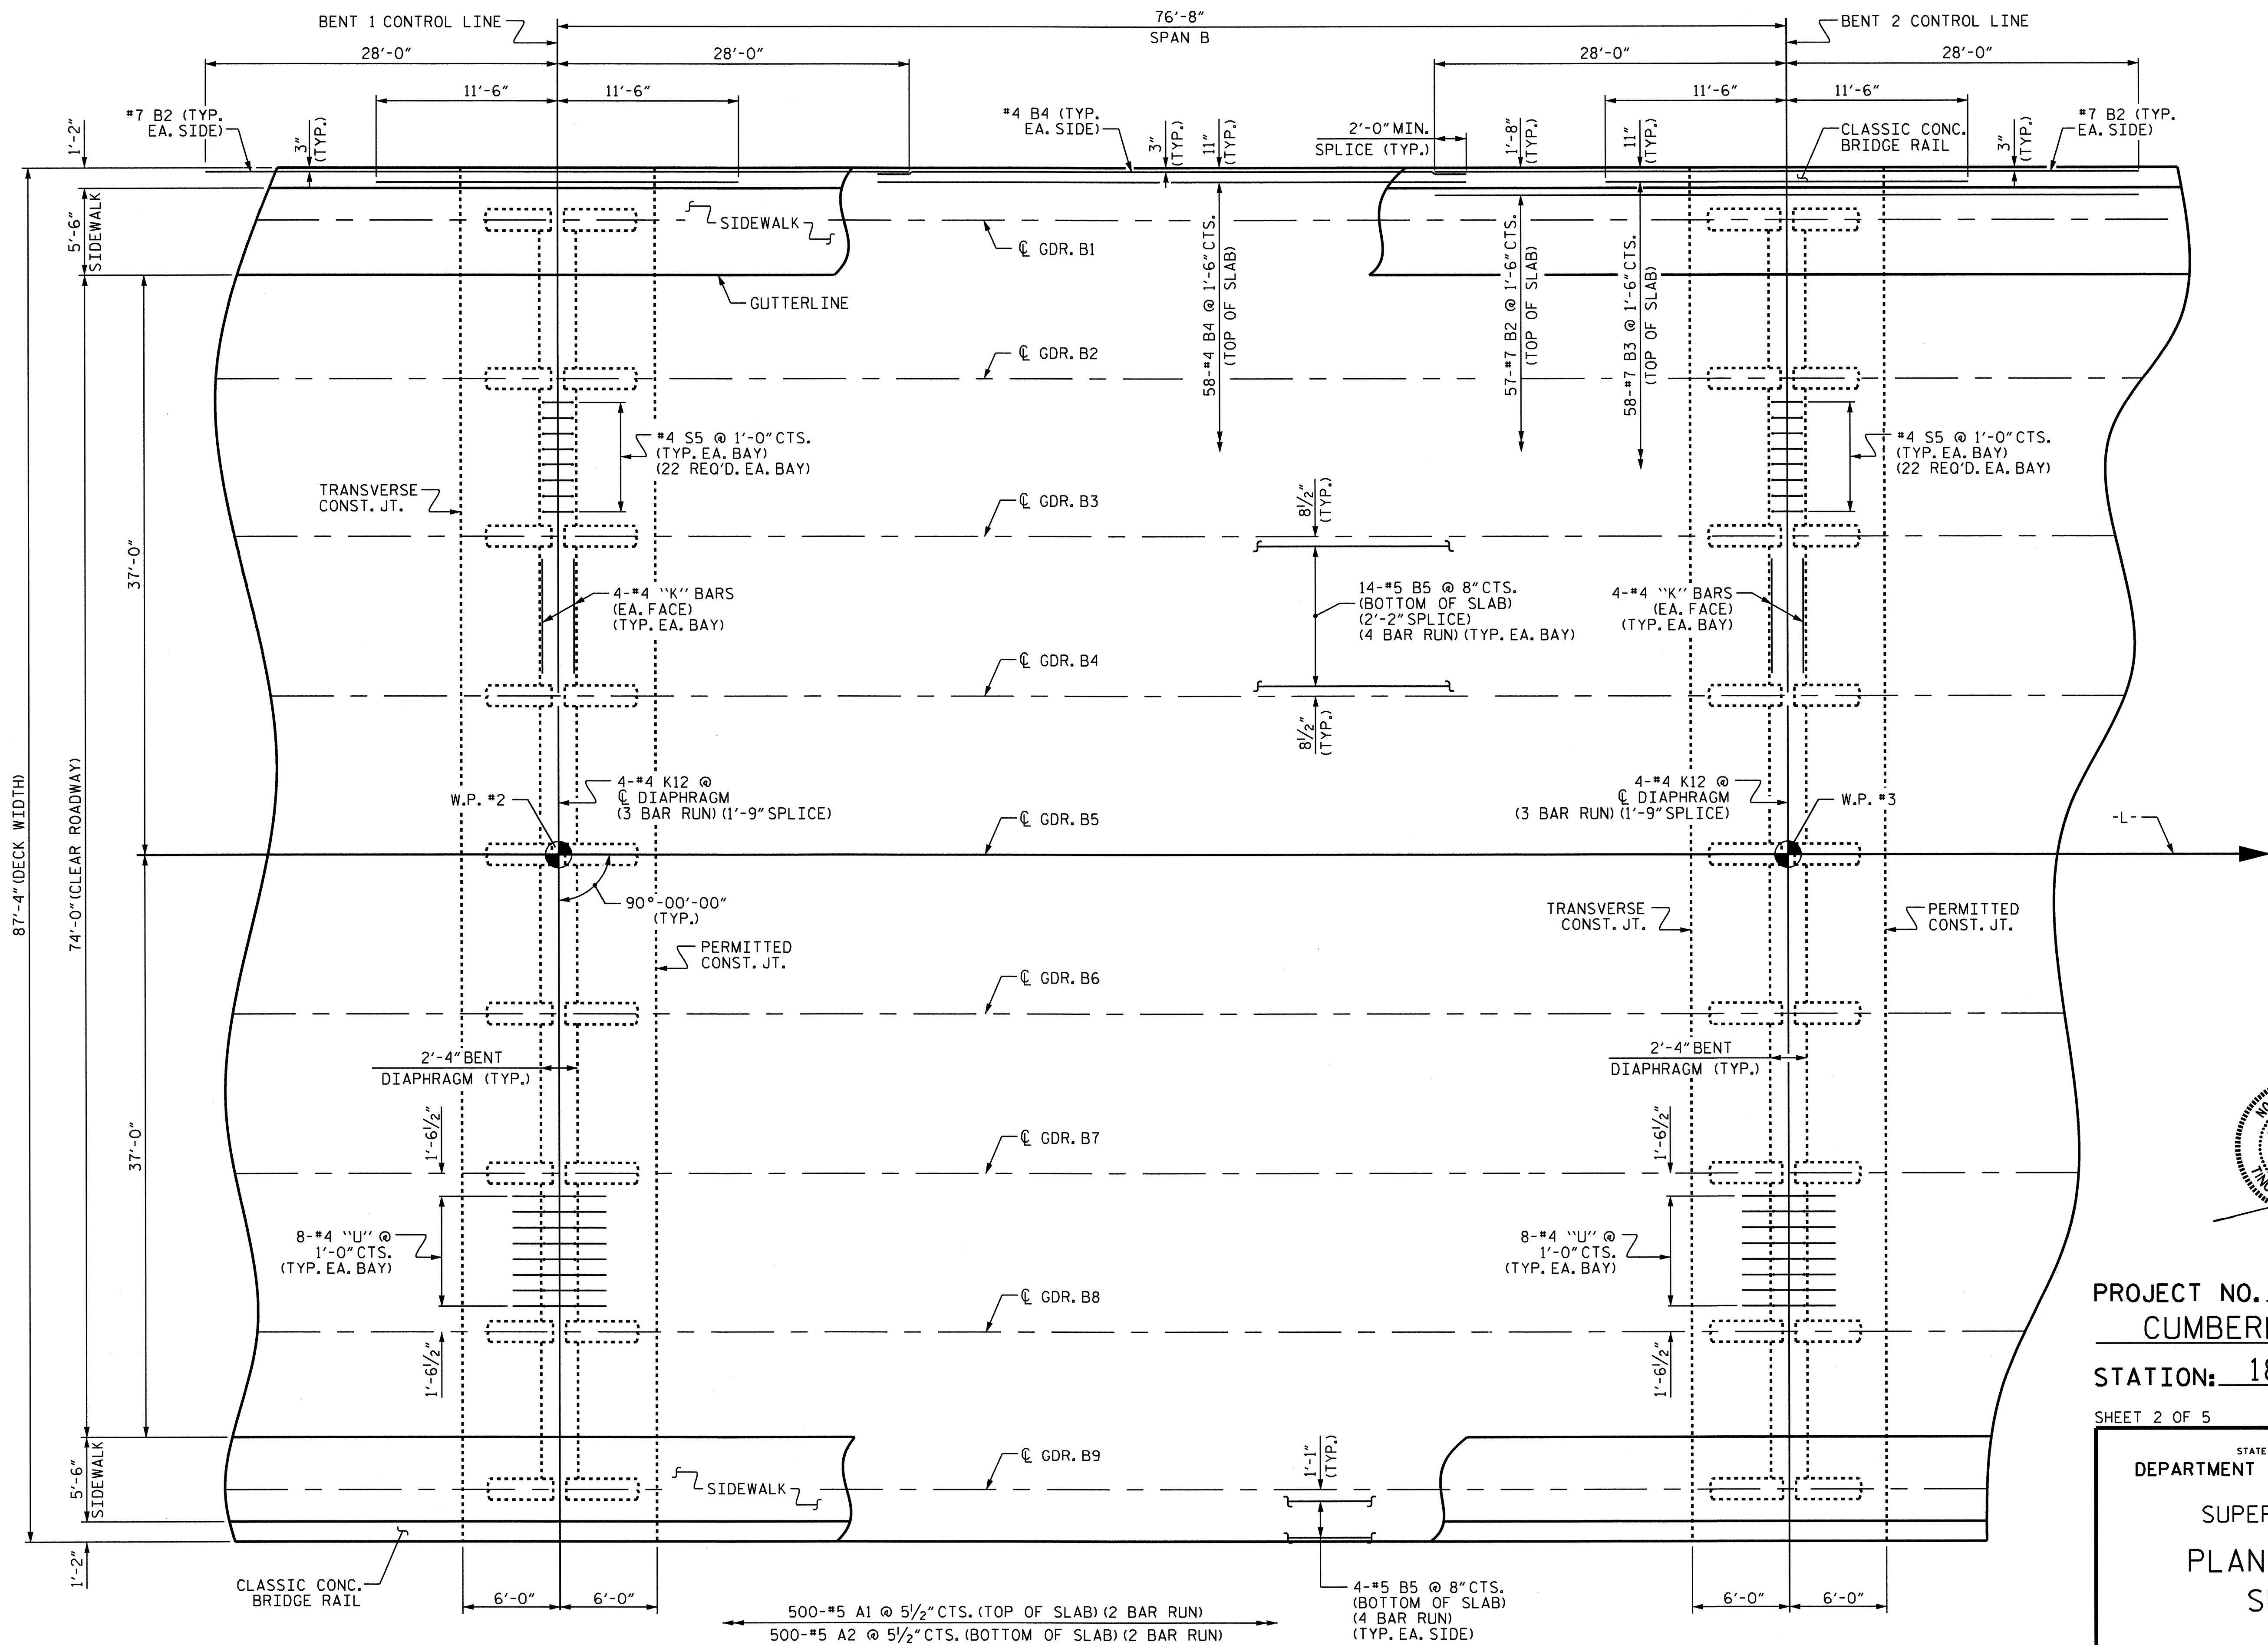 BENT 1 CONTROL LINE
76'-8"
SPAN B
BENT 2 CONTROL LINE
28'-0"
28'-0"
28'-0"
28'-0"
11'-6"
11'-6"
11'-6"
11'-6"
#7 B2 (TYP.
EA. SIDE)
3"
(TYP.)
#4 B4 (TYP.
EA. SIDE)
3"
(TYP.)
11"
(TYP.)
2'-0" MIN.
SPLICE (TYP.)
1'-8"
(TYP.)
11"
(TYP.)
CLASSIC CONC.
BRIDGE RAIL
3"
(TYP.)
#7 B2 (TYP.
EA. SIDE)
1'-2"
5'-6"
SIDEWALK
SIDEWALK
GUTTERLINE
℄ GDR. B1
58-#4 B4 @ 1'-6" CTS.
(TOP OF SLAB)
57-#7 B2 @ 1'-6" CTS.
(TOP OF SLAB)
58-#7 B3 @ 1'-6" CTS.
(TOP OF SLAB)
℄ GDR. B2
#4 S5 @ 1'-0" CTS.
(TYP. EA. BAY)
(22 REQ'D. EA. BAY)
#4 S5 @ 1'-0" CTS.
(TYP. EA. BAY)
(22 REQ'D. EA. BAY)
TRANSVERSE
CONST. JT.
℄ GDR. B3
8½"
(TYP.)
37'-0"
4-#4 ‘‘K’’ BARS
(EA. FACE)
(TYP. EA. BAY)
14-#5 B5 @ 8" CTS.
(BOTTOM OF SLAB)
(2'-2" SPLICE)
(4 BAR RUN) (TYP. EA. BAY)
4-#4 ‘‘K’’ BARS
(EA. FACE)
(TYP. EA. BAY)
℄ GDR. B4
8½"
(TYP.)
87'-4" (DECK WIDTH)
74'-0" (CLEAR ROADWAY)
W.P. #2
4-#4 K12 @
℄ DIAPHRAGM
(3 BAR RUN) (1'-9" SPLICE)
℄ GDR. B5
4-#4 K12 @
℄ DIAPHRAGM
(3 BAR RUN) (1'-9" SPLICE)
W.P. #3
-L-
90°-00'-00"
(TYP.)
TRANSVERSE
CONST. JT.
PERMITTED
CONST. JT.
PERMITTED
CONST. JT.
℄ GDR. B6
2'-4" BENT
DIAPHRAGM (TYP.)
2'-4" BENT
DIAPHRAGM (TYP.)
37'-0"
1'-6½"
℄ GDR. B7
1'-6½"
8-#4 ‘‘U’’ @
1'-0" CTS.
(TYP. EA. BAY)
8-#4 ‘‘U’’ @
1'-0" CTS.
(TYP. EA. BAY)
℄ GDR. B8
1'-6½"
1'-6½"
5'-6"
SIDEWALK
SIDEWALK
℄ GDR. B9
1'-1"
(TYP.)
1'-2"
CLASSIC CONC.
BRIDGE RAIL
6'-0"
6'-0"
500-#5 A1 @ 5½" CTS. (TOP OF SLAB) (2 BAR RUN)
500-#5 A2 @ 5½" CTS. (BOTTOM OF SLAB) (2 BAR RUN)
4-#5 B5 @ 8" CTS.
(BOTTOM OF SLAB)
(4 BAR RUN)
(TYP. EA. SIDE)
6'-0"
6'-0"
PROJECT NO.
CUMBER
STATION: 18
SHEET 2 OF 5
STATE
DEPARTMENT
SUPER
PLAN
S